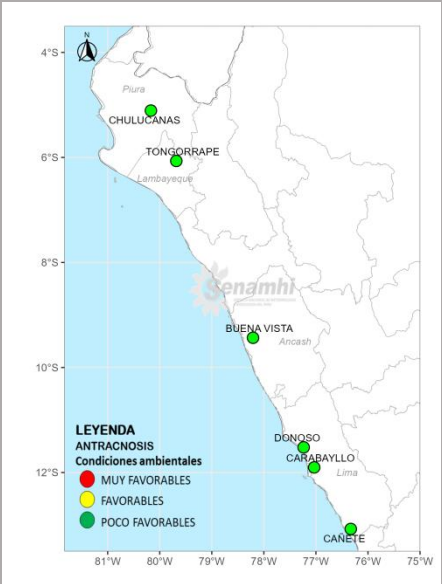 N
4°S
Piura
CHULUCANAS
TONGORRAPE
6°S
Lambayeque
8°S
Senamhi
BUENA VISTA
Ancash
10°S
LEYENDA
ANTRACNOSIS
Condiciones ambientales
MUY FAVORABLES
FAVORABLES
POCO FAVORABLES
DONOSO
CARABAYLLO
12°S
Lima
CAÑETE
81°W 80°W 79°W 78°W 77°W 76°W 75°W